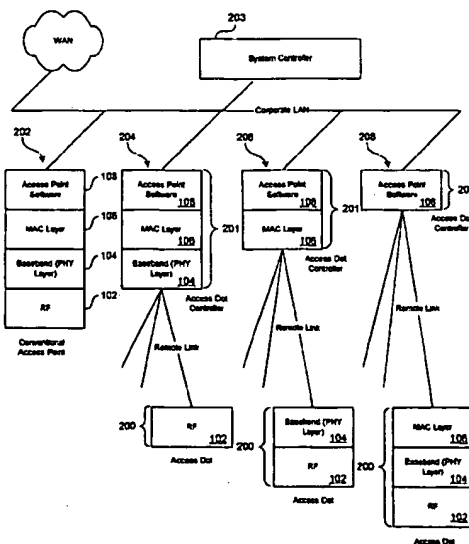 203
WAN
System Controller
Corporate LAN
202
204
206
208
Access Point
Software
108
MAC Layer
106
Baseband (PHY
Layer)
104
RF
102
Conventional
Access Point
Access Point
Software
108
MAC Layer
106
Baseband (PHY
Layer)
104
201
Access Dot
Controller
Access Point
Software
108
MAC Layer
106
201
Access Dot
Controller
Access Point
Software
108
Access Dot
Controller
Remote Link
Remote Link
Remote Link
200
RF
102
Access Dot
200
Baseband (PHY
Layer)
104
RF
102
Access Dot
200
MAC Layer
106
Baseband (PHY
Layer)
104
RF
102
Access Dot